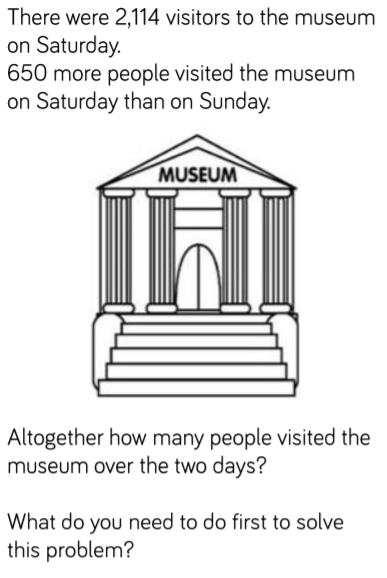 There were 2,114 visitors to the museum
on Saturday.
650 more people visited the museum
on Saturday than on Sunday.
MUSEUM
Altogether how many people visited the
museum over the two days?
What do you need to do first to solve
this problem?